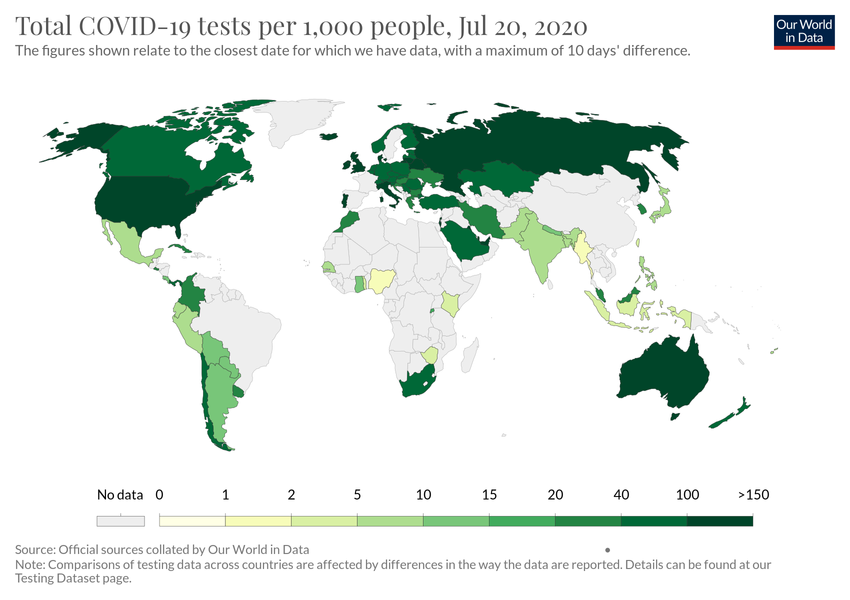 Total COVID-19 tests per 1,000 people, Jul 20, 2020
The figures shown relate to the closest date for which we have data, with a maximum of 10 days' difference.
Our World
in Data
No data 0 1 2 5 10 15 20 40 100 >150
Source: Official sources collated by Our World in Data
Note: Comparisons of testing data across countries are affected by differences in the way the data are reported. Details can be found at our
Testing Dataset page.